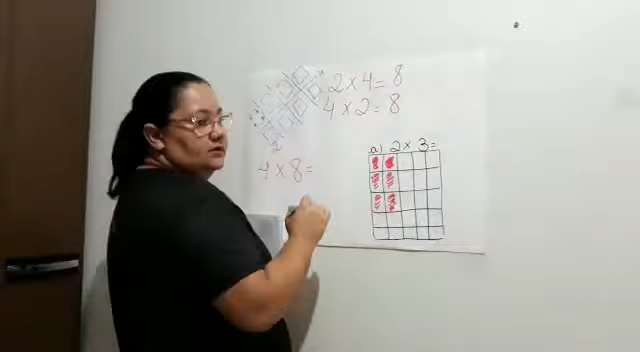 2 x 4 = 8
4 x 2 = 8
a) 2 x 3 =
4 x 8 =